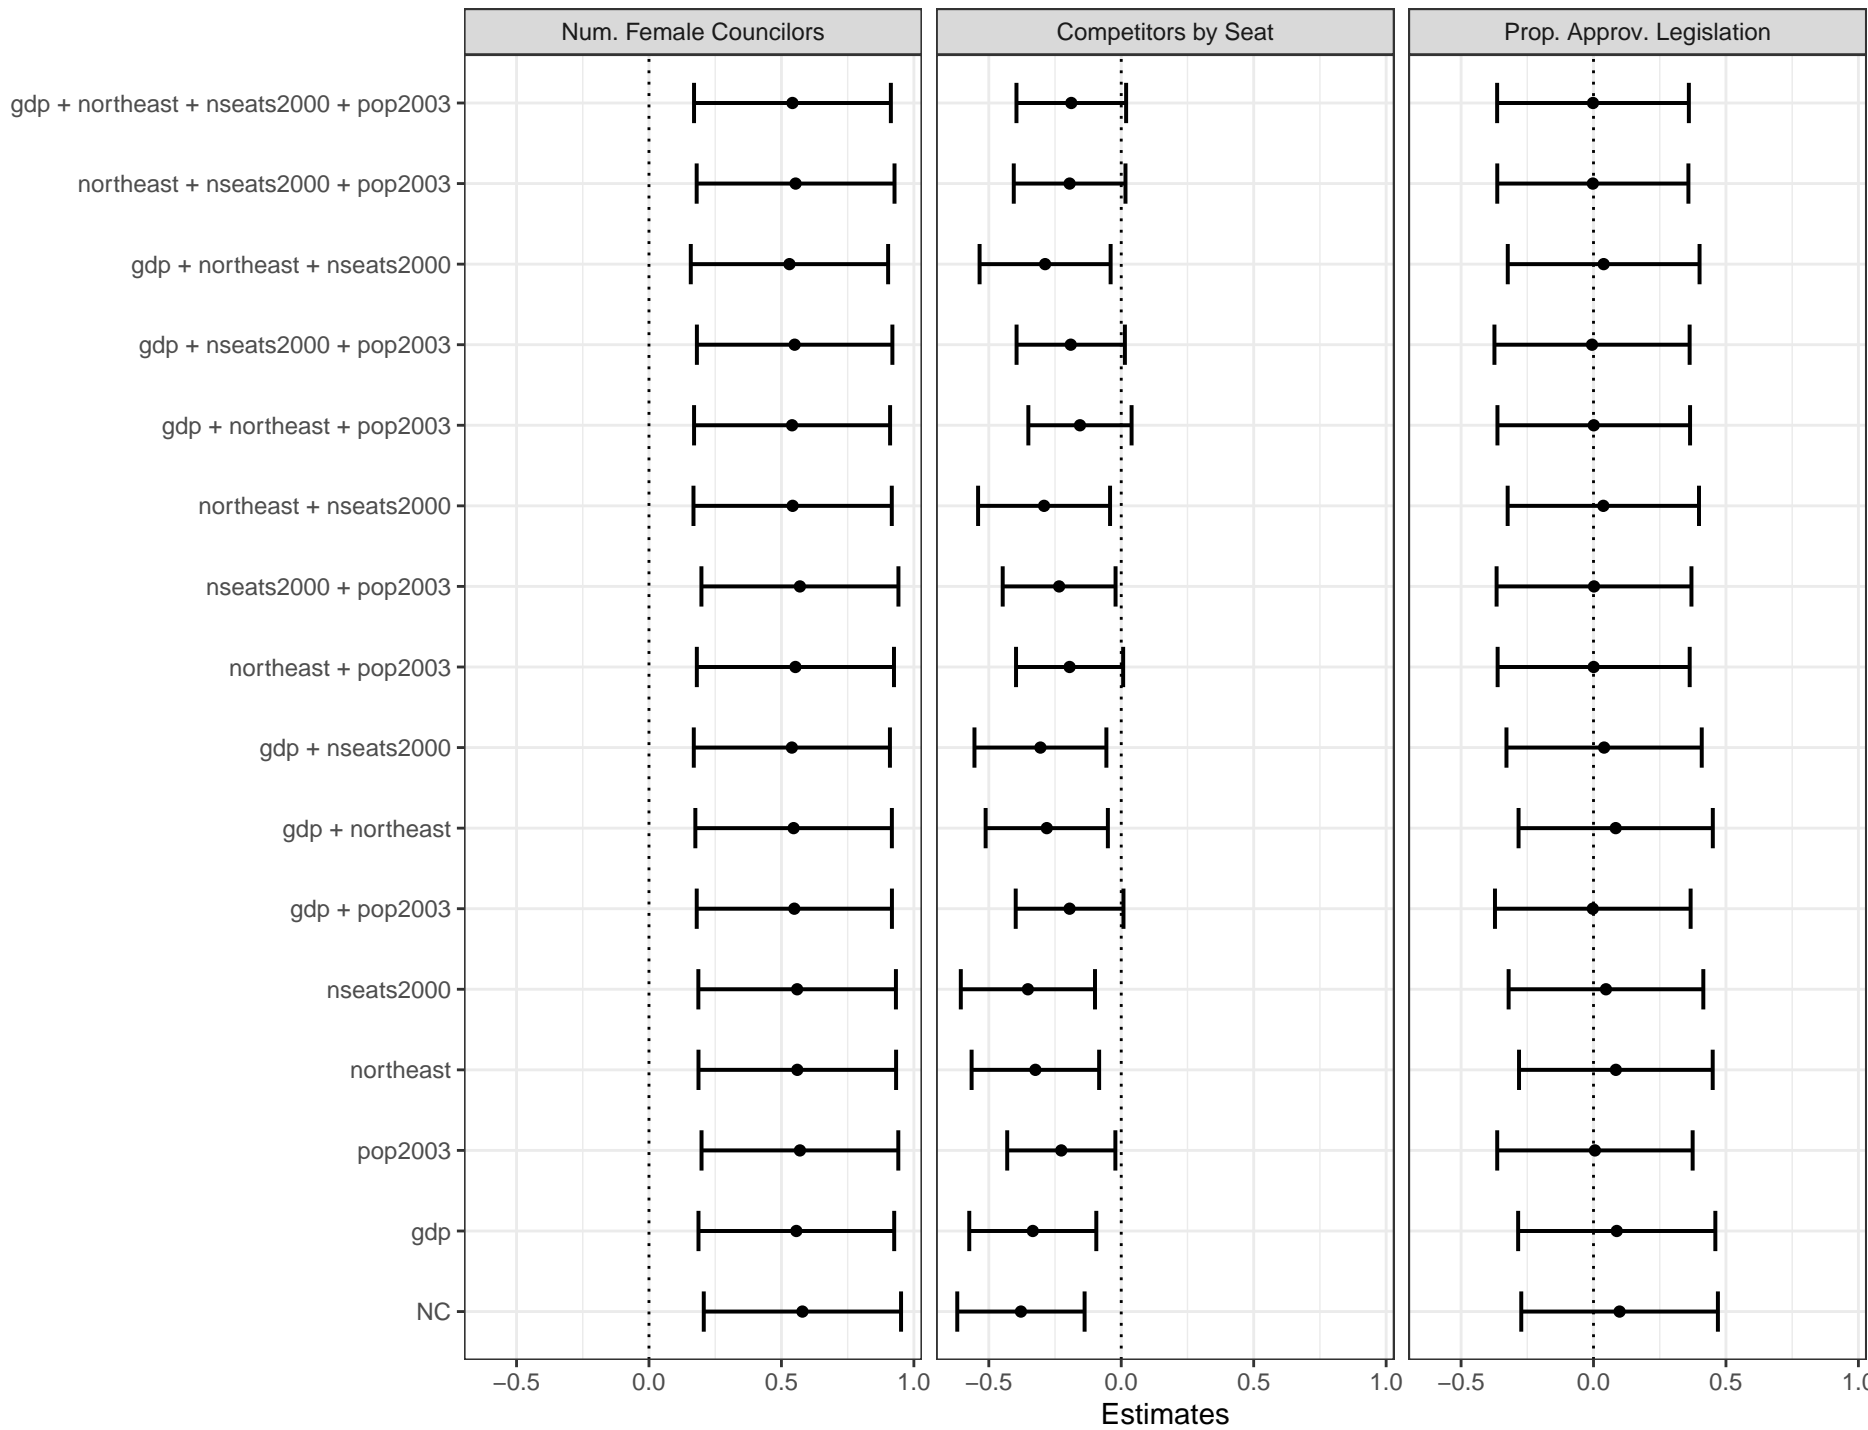 Num. Female Councilors
Competitors by Seat
Prop. Approv. Legislation
gdp + northeast + nseats2000 + pop2003
northeast + nseats2000 + pop2003
gdp + northeast + nseats2000
gdp + nseats2000 + pop2003
gdp + northeast + pop2003
northeast + nseats2000
nseats2000 + pop2003
northeast + pop2003
gdp + nseats2000
gdp + northeast
gdp + pop2003
nseats2000
northeast
pop2003
gdp
NC
−0.5 0.0 0.5 1.0 −0.5 0.0 0.5 1.0 −0.5 0.0 0.5 1.0
Estimates